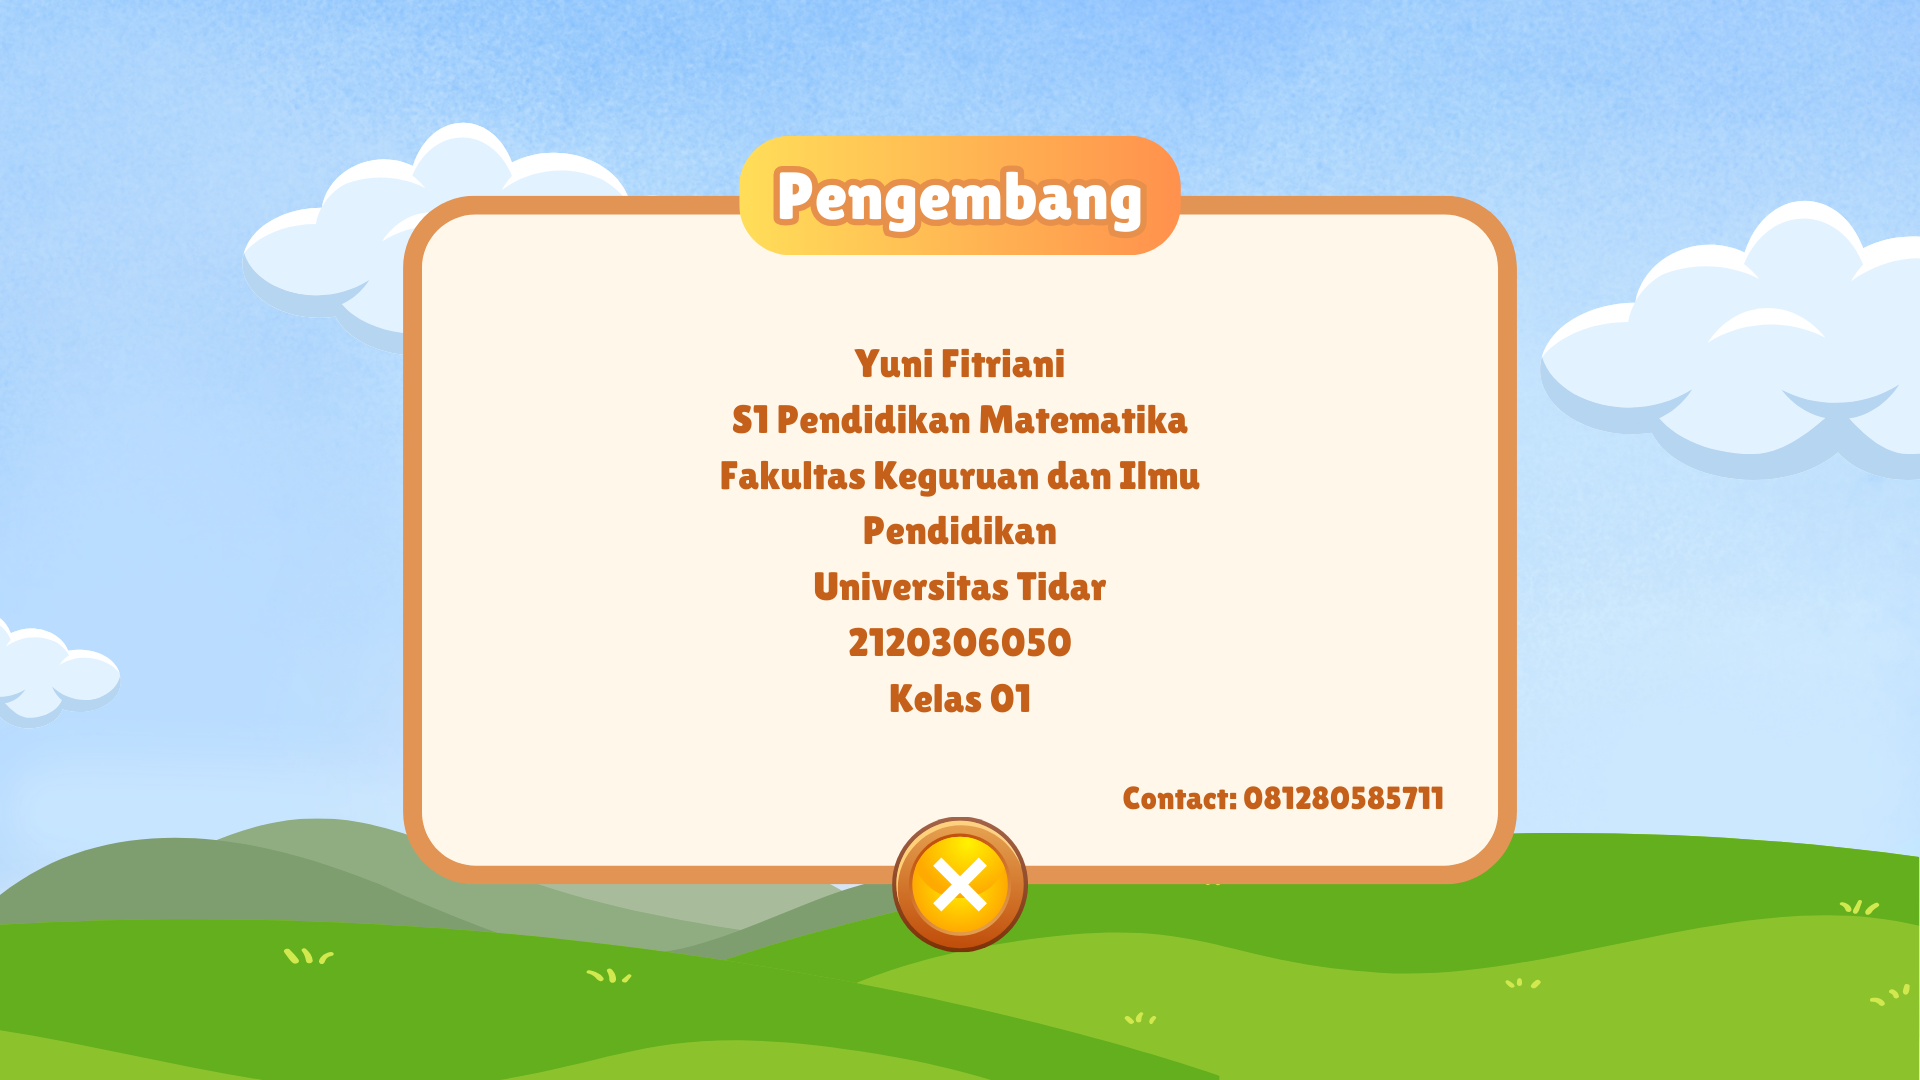 Pengembang
Yuni Fitriani
S1 Pendidikan Matematika
Fakultas Keguruan dan Ilmu
Pendidikan
Universitas Tidar
2120306050
Kelas 01
Contact: 081280585711